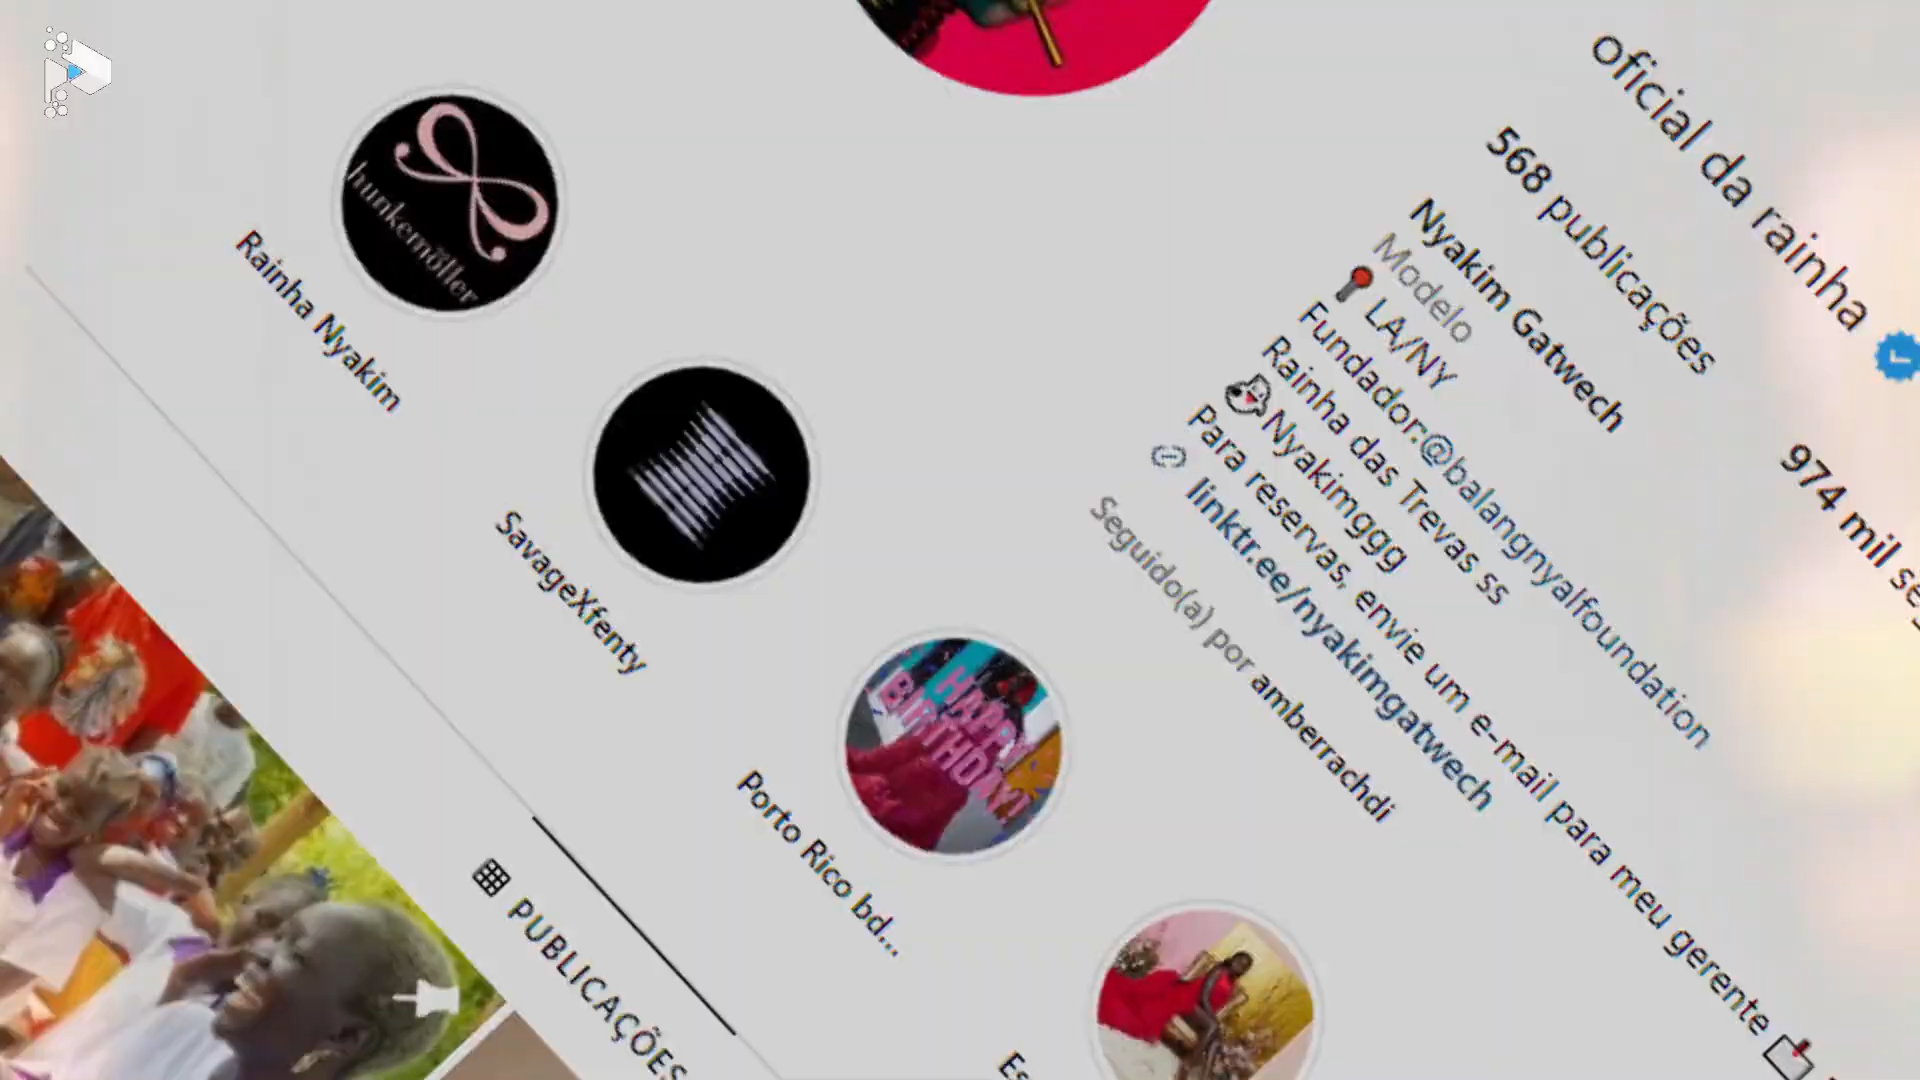 oficial da rainha
568 publicações
974 mil
Nyakim Gatwech
Modelo
LA/NY
Fundador:@balangnyalfoundation
Rainha das Trevas ss
Nyakimggg
Para reservas, envie um e-mail para meu gerente
linktr.ee/nyakimgatwech
Seguido(a) por amberrachdi
hunkemöller
Rainha Nyakim
SavageXfenty
HAPPY
BIRTHDAY!
Porto Rico bd...
PUBLICAÇÕES